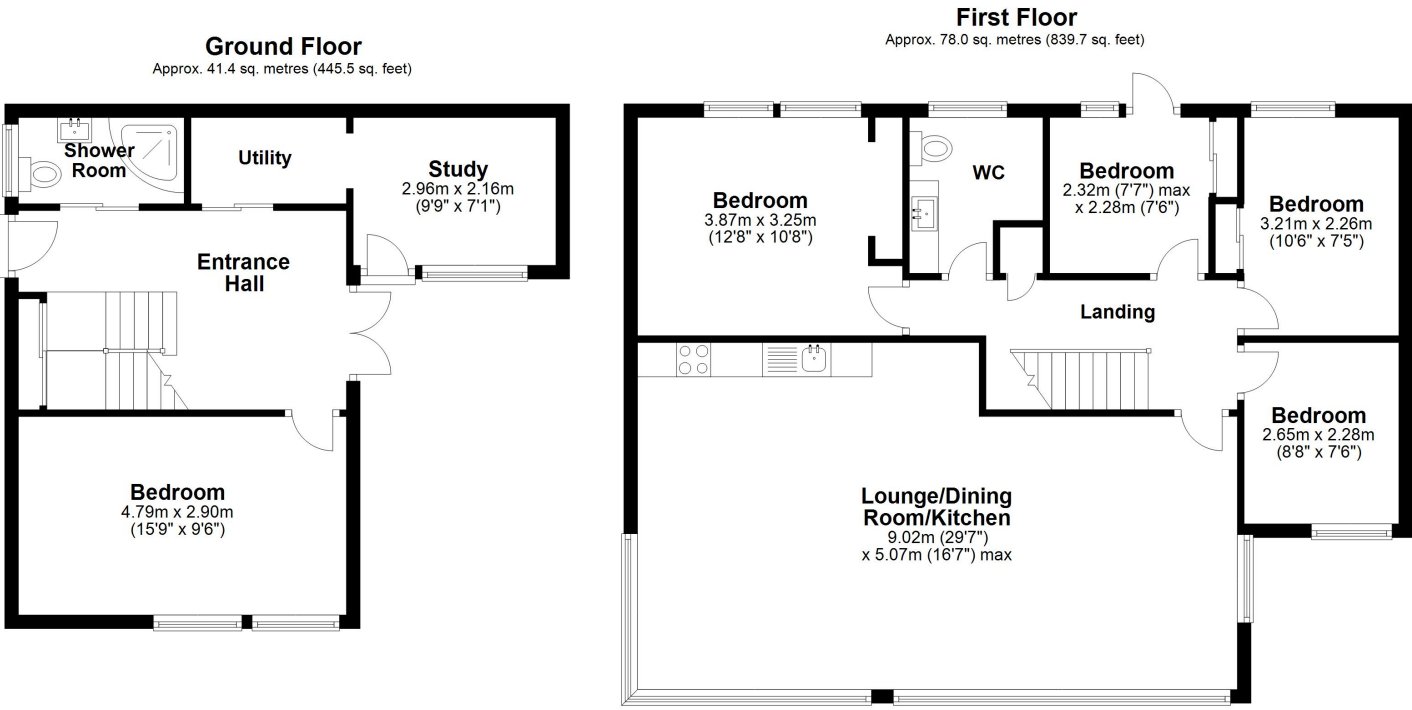 Ground Floor
Approx. 41.4 sq. metres (445.5 sq. feet)
Shower
Room
Utility
Study
2.96m x 2.16m
(9'9" x 7'1")
Entrance
Hall
Bedroom
4.79m x 2.90m
(15'9" x 9'6")
First Floor
Approx. 78.0 sq. metres (839.7 sq. feet)
Bedroom
3.87m x 3.25m
(12'8" x 10'8")
WC
Bedroom
2.32m (7'7") max
x 2.28m (7'6")
Bedroom
3.21m x 2.26m
(10'6" x 7'5")
Landing
Bedroom
2.65m x 2.28m
(8'8" x 7'6")
Lounge/Dining
Room/Kitchen
9.02m (29'7")
x 5.07m (16'7") max